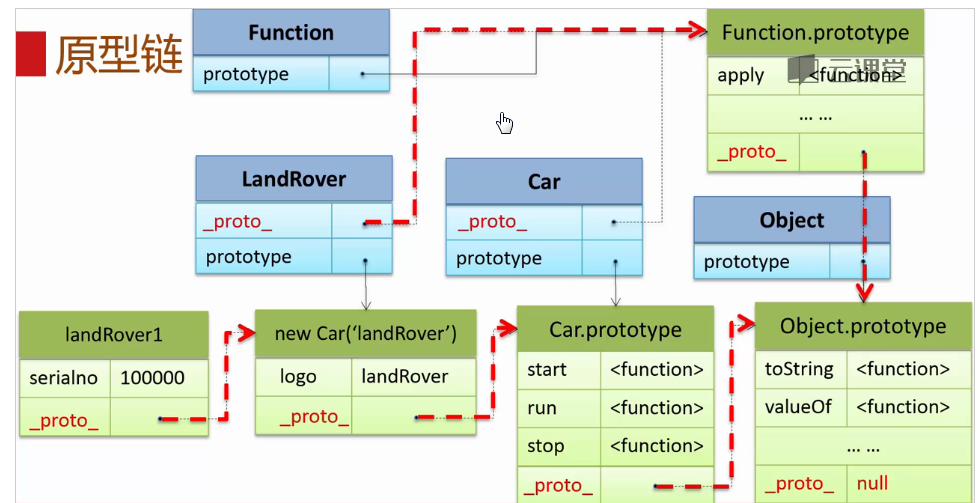 原型链
Function
prototype
Function.prototype
apply <function>
云课堂
... ...
_proto_
LandRover
_proto_
prototype
Car
_proto_
prototype
Object
prototype
landRover1
serialno 100000
_proto_
new Car(‘landRover’)
logo landRover
_proto_
Car.prototype
start <function>
run <function>
stop <function>
_proto_
Object.prototype
toString <function>
valueOf <function>
... ...
_proto_ null